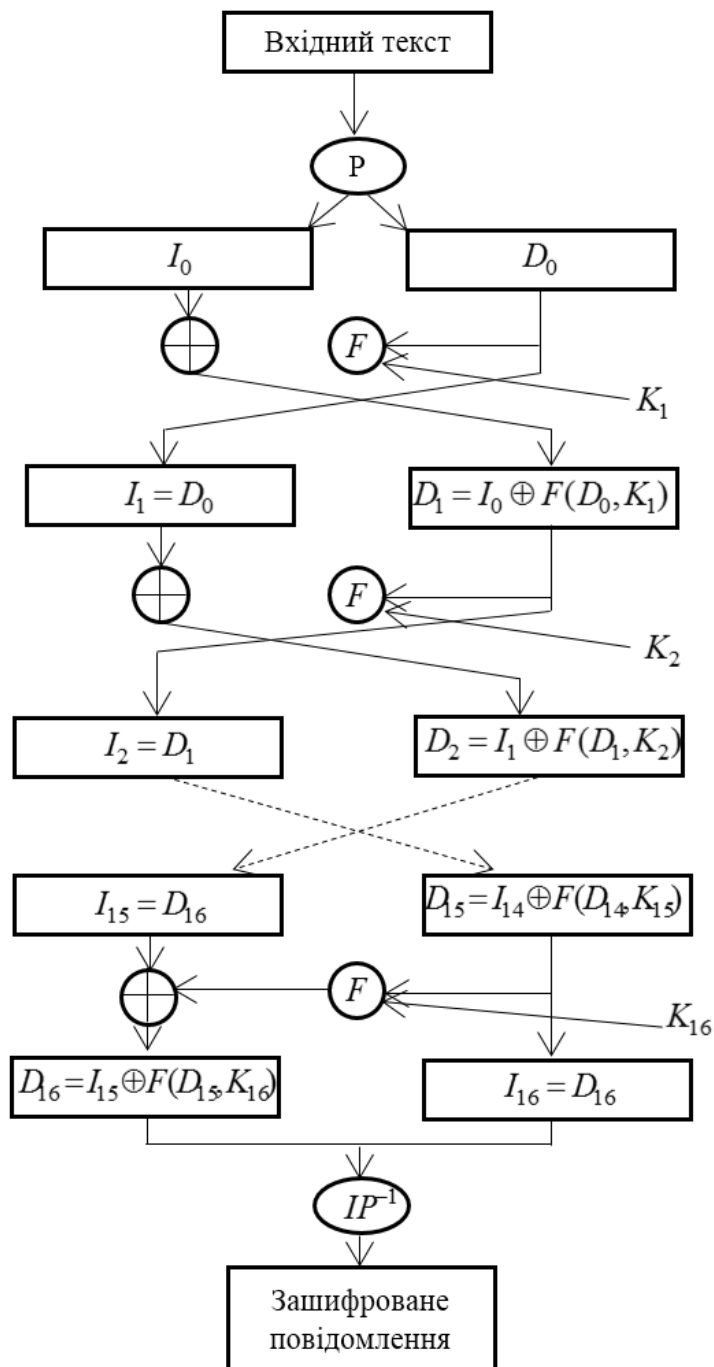 Вхідний текст
P
I₀
D₀
F
K₁
I₁ = D₀
D₁ = I₀ ⊕ F(D₀, K₁)
F
K₂
I₂ = D₁
D₂ = I₁ ⊕ F(D₁, K₂)
I₁₅ = D₁₆
D₁₅ = I₁₄ ⊕ F(D₁₄, K₁₅)
F
K₁₆
D₁₆ = I₁₅ ⊕ F(D₁₅, K₁₆)
I₁₆ = D₁₆
IP⁻¹
Зашифроване
повідомлення